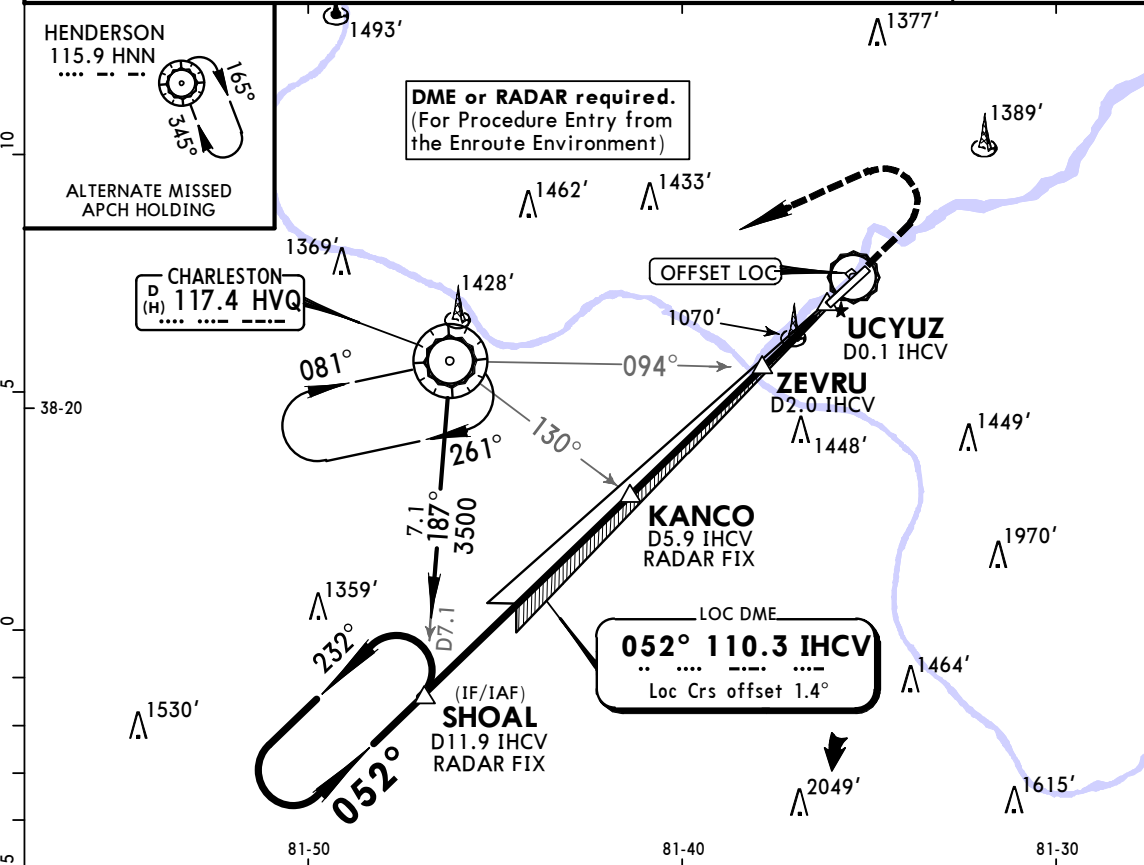 HENDERSON
115.9 HNN
165°
345°
ALTERNATE MISSED
APCH HOLDING
1493'
1377'
DME or RADAR required.
(For Procedure Entry from
the Enroute Environment)
1389'
10
1462'
1433'
1369'
OFFSET LOC
CHARLESTON
D
(H) 117.4 HVQ
1428'
1070'
UCYUZ
D0.1 IHCV
081°
094°
ZEVRU
D2.0 IHCV
5
38-20
261°
130°
1448'
1449'
7.1
187°
3500
KANCO
D5.9 IHCV
RADAR FIX
1970'
1359'
0
D7.1
232°
LOC DME
052° 110.3 IHCV
Loc Crs offset 1.4°
1464'
1530'
(IF/IAF)
SHOAL
D11.9 IHCV
RADAR FIX
052°
2049'
1615'
5
81-50
81-40
81-30